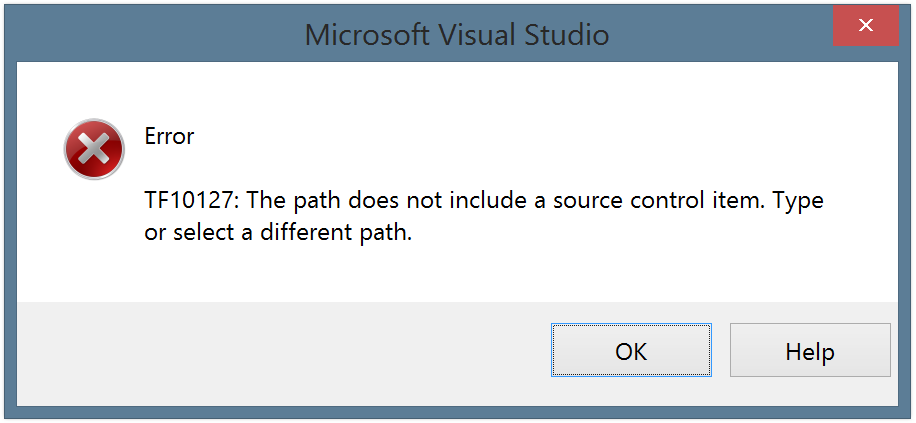 Microsoft Visual Studio
Error
TF10127: The path does not include a source control item. Type
or select a different path.
OK
Help